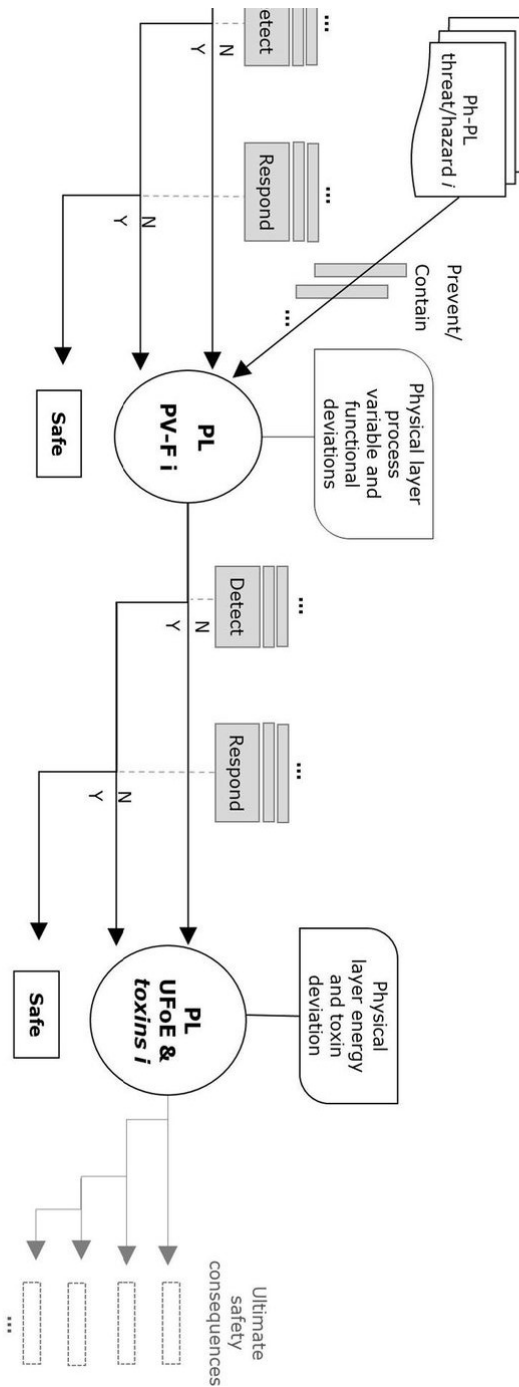 Ph-PL
threat/hazard i
Prevent/
Contain
...
Physical layer
process
variable and
functional
deviations
Physical
layer energy
and toxin
deviation
Ultimate
safety
consequences
...
etect
N
Y
...
Respond
N
Y
PL
PV-F i
Safe
...
Detect
N
Y
...
Respond
N
Y
PL
UFoE &
toxins i
Safe
...